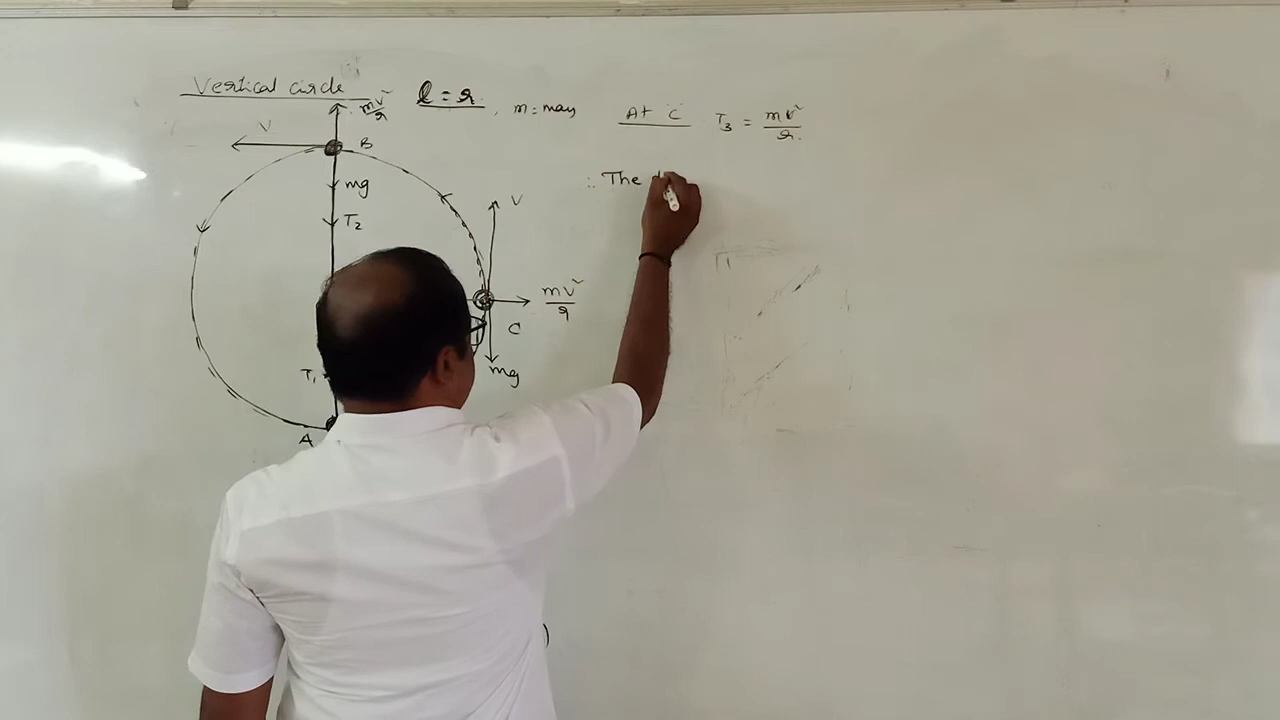 Vertical circle
l = r, m = mass
At C T₃ = mv²/r
∴ The
mv²/r
V
B
mg
T₂
V
mv²/r
C
mg
T₁
A
)